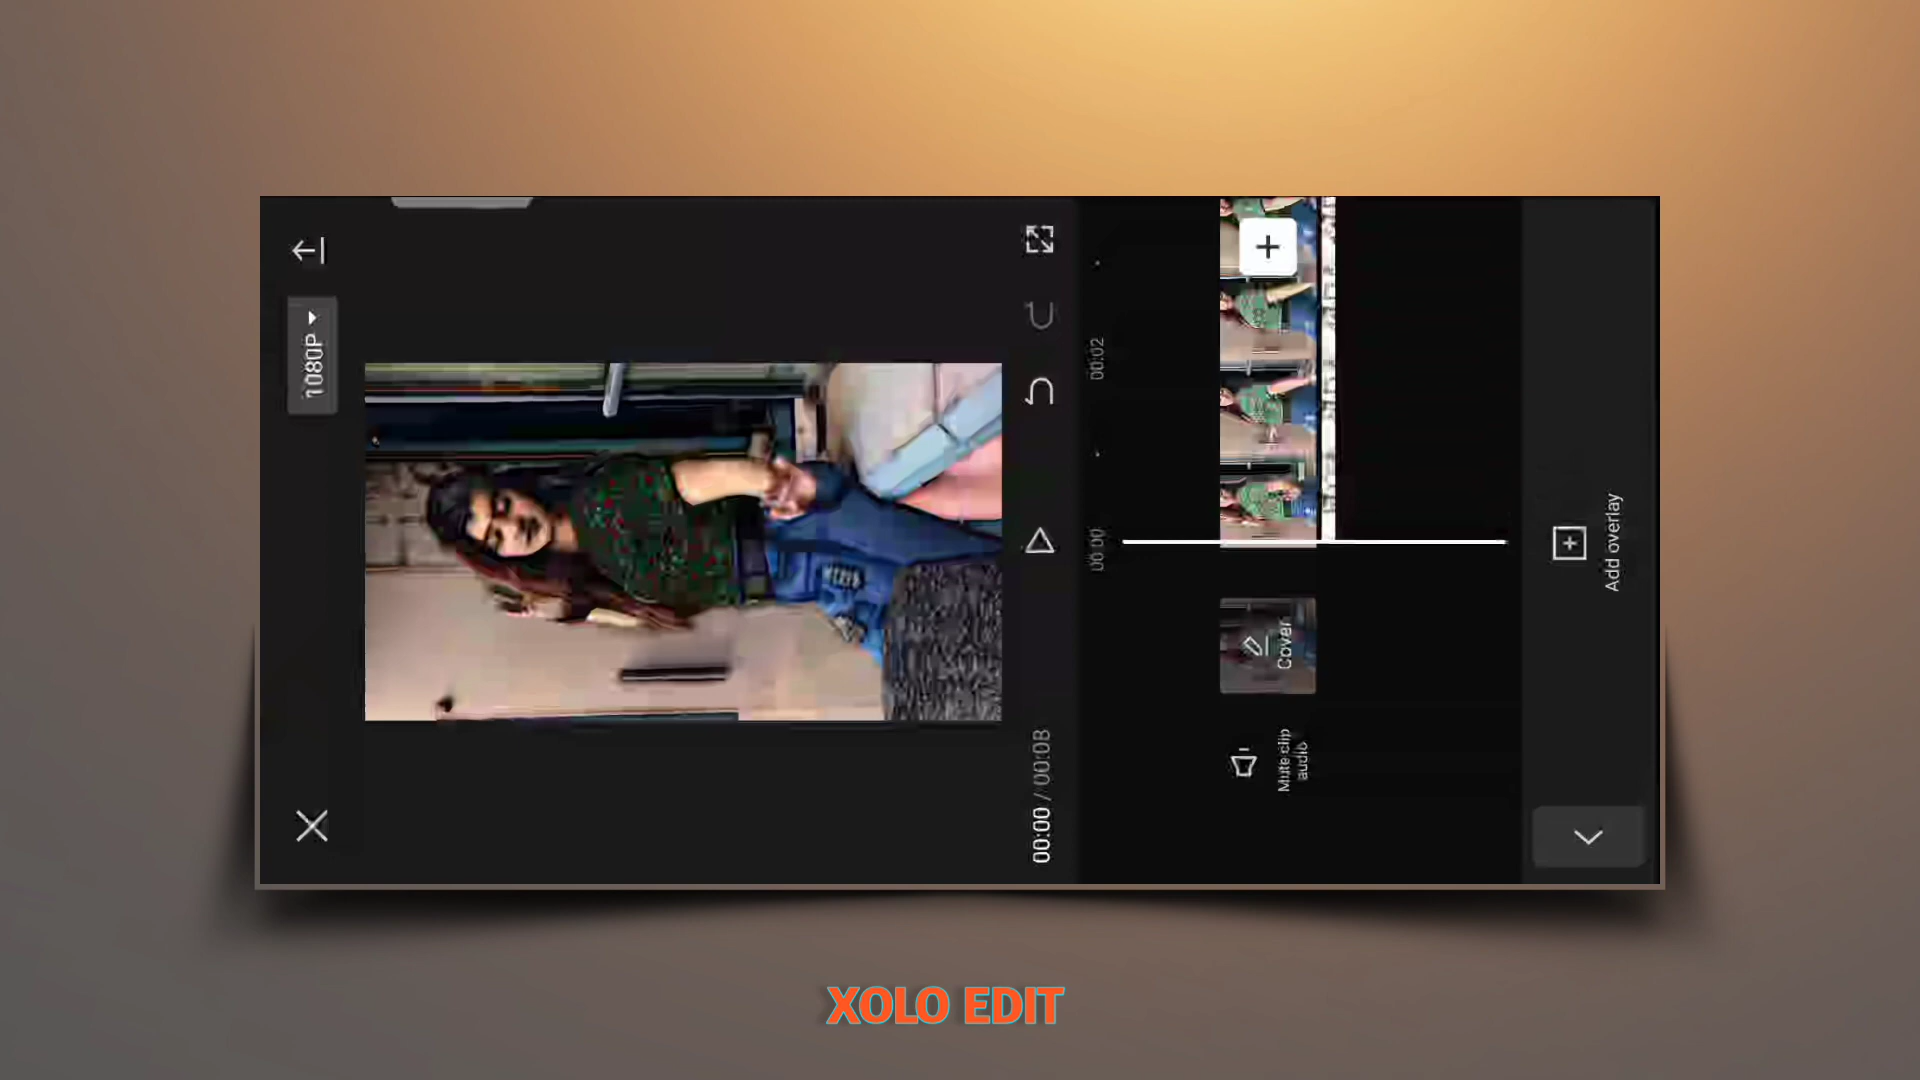 1080P
00:00 / 00:08
00:02
00:00
Cover
Mute clip
audio
Add overlay
XOLO EDIT